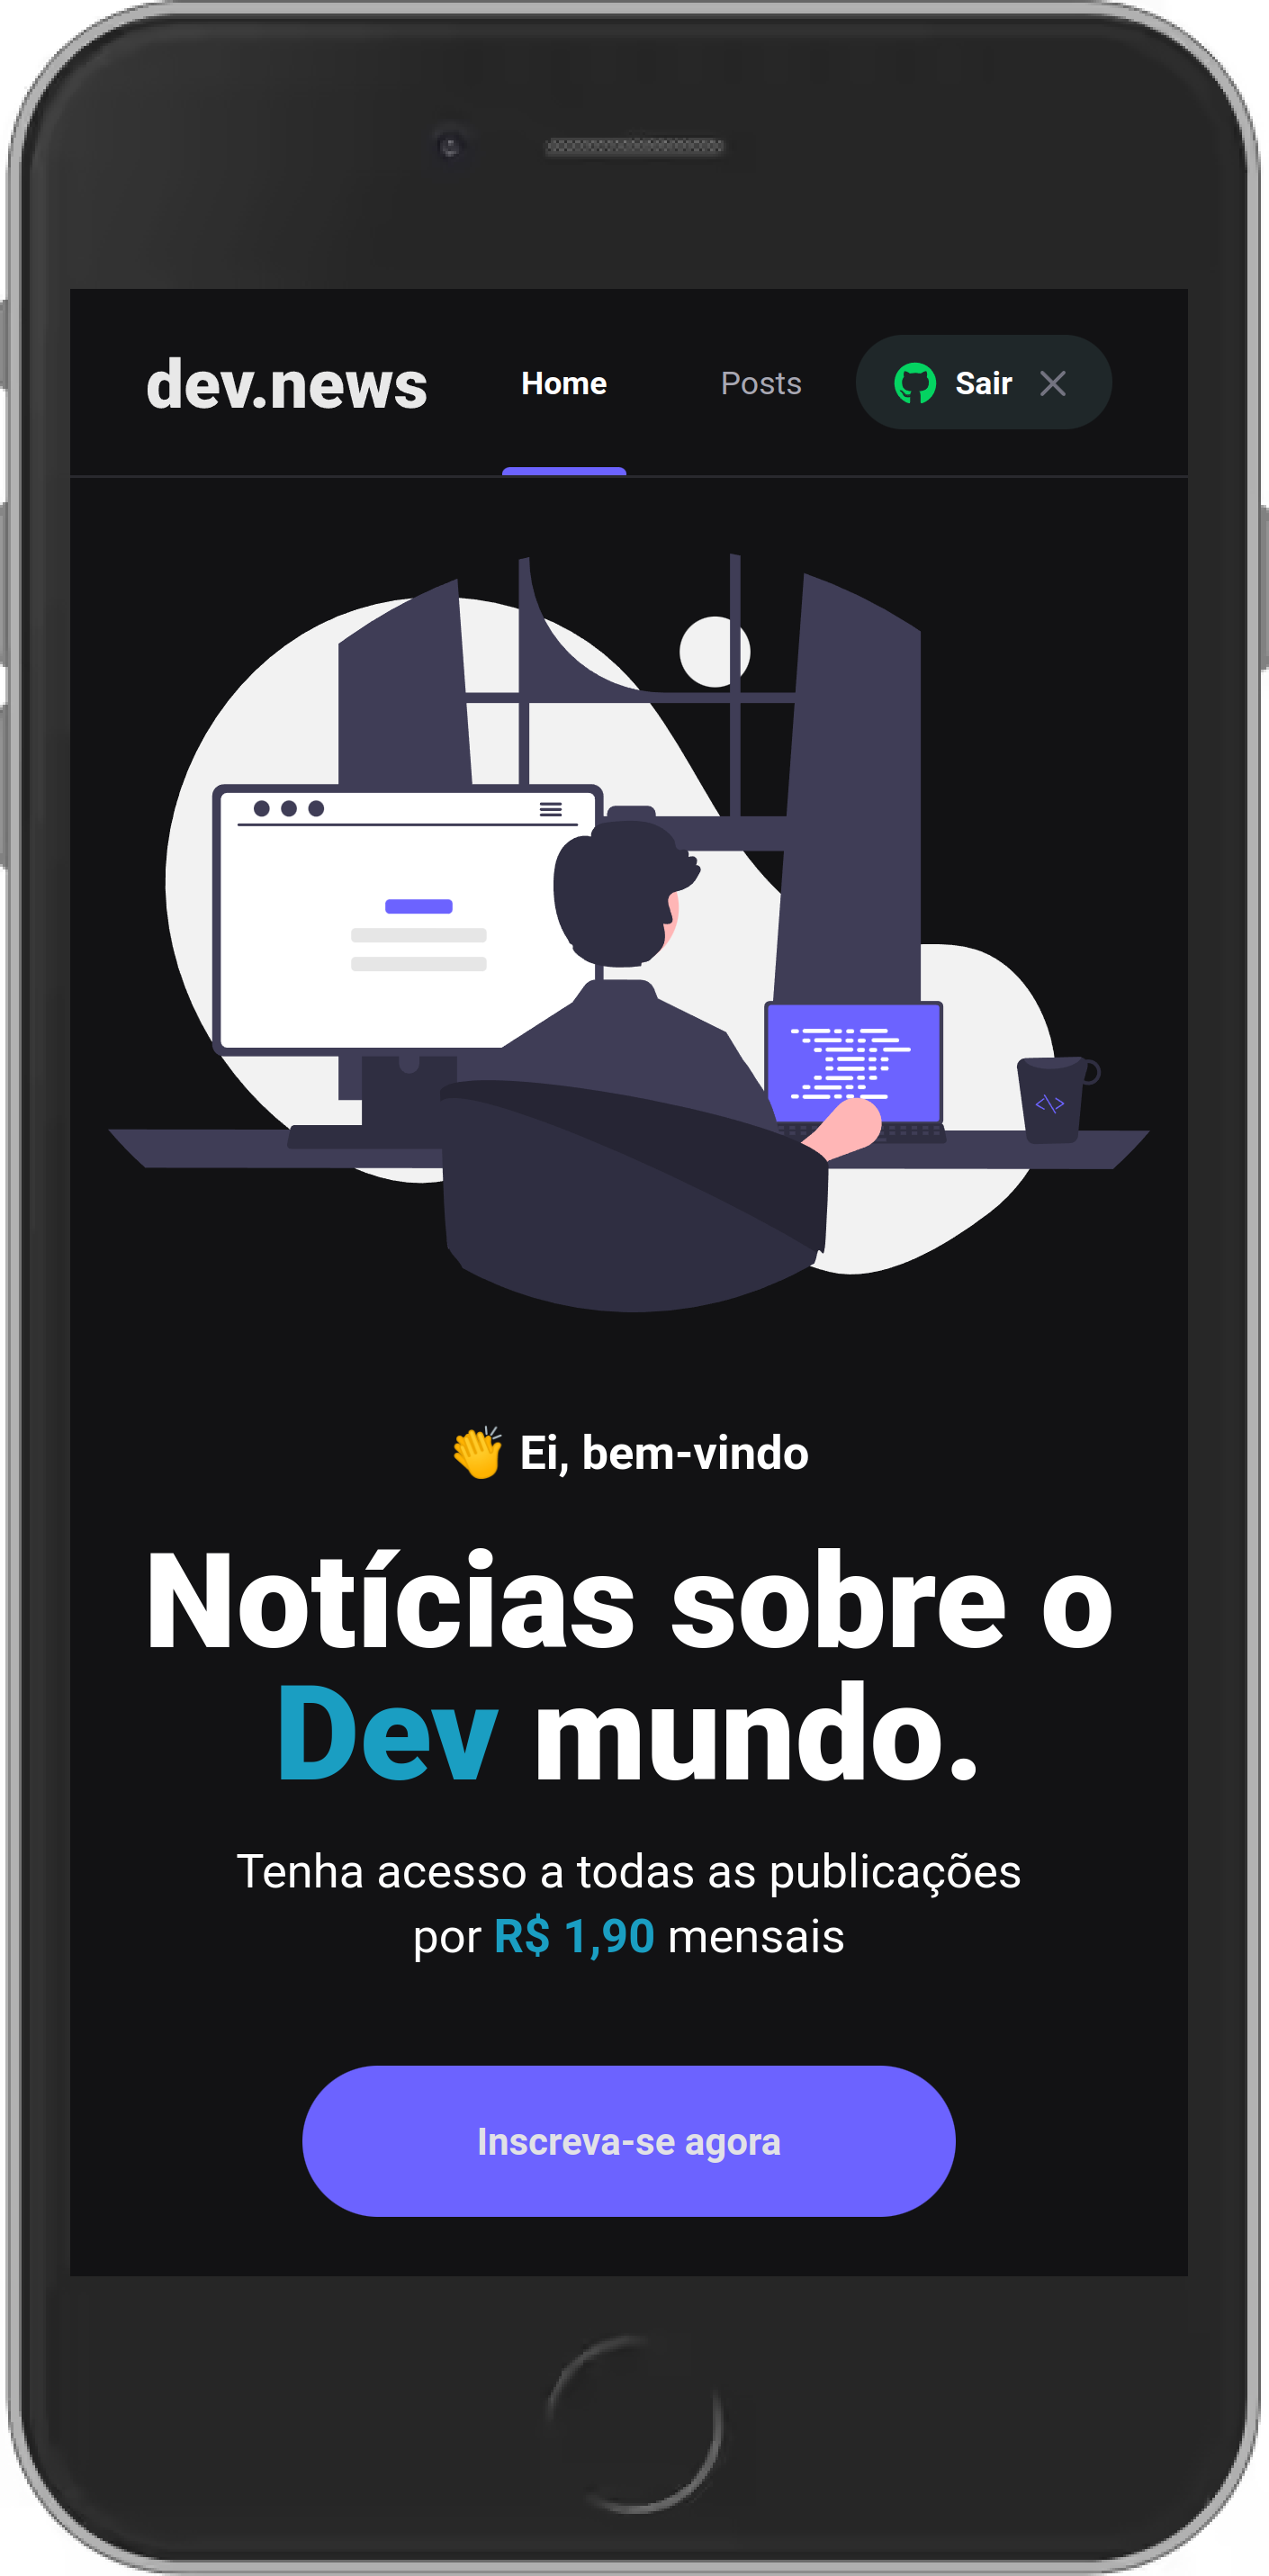 dev.news Home Posts Sair
👏 Ei, bem-vindo
Notícias sobre o
Dev mundo.
Tenha acesso a todas as publicações
por R$ 1,90 mensais
Inscreva-se agora
<\>